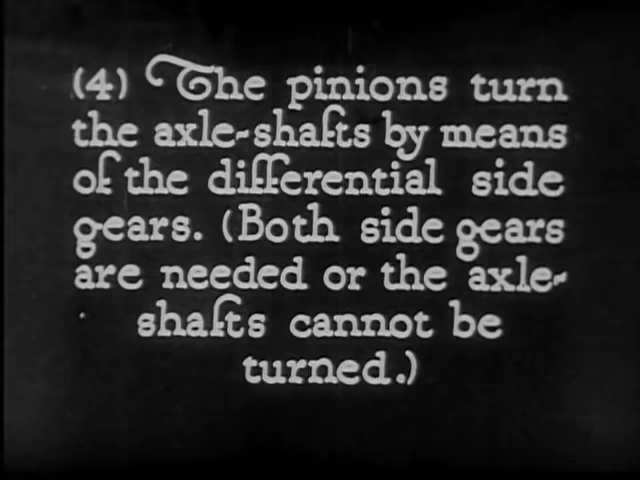 (4) The pinions turn
the axle-shafts by means
of the differential side
gears. (Both side gears
are needed or the axle-
shafts cannot be
turned.)